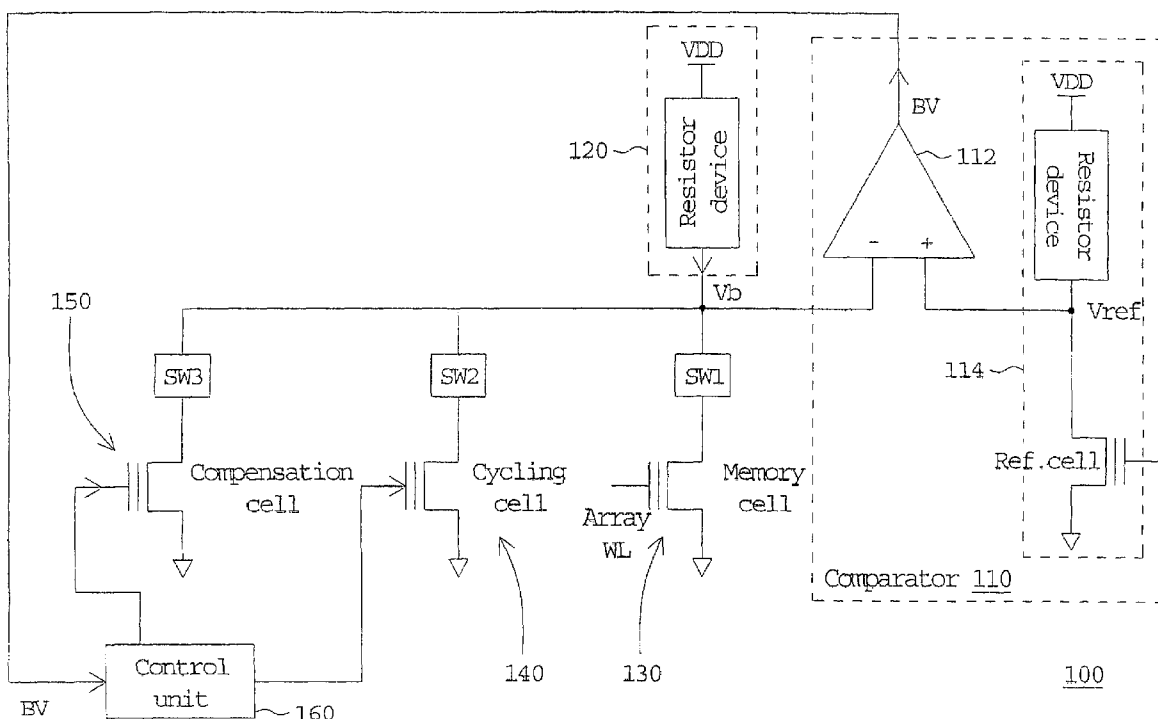 VDD
Resistor
device
120
Vb
BV
112
-
+
VDD
Resistor
device
Vref
114
150
SW3
SW2
SW1
Compensation
cell
Cycling
cell
Array
WL
Memory
cell
Ref.cell
Comparator 110
Control
unit
BV
160
140
130
100